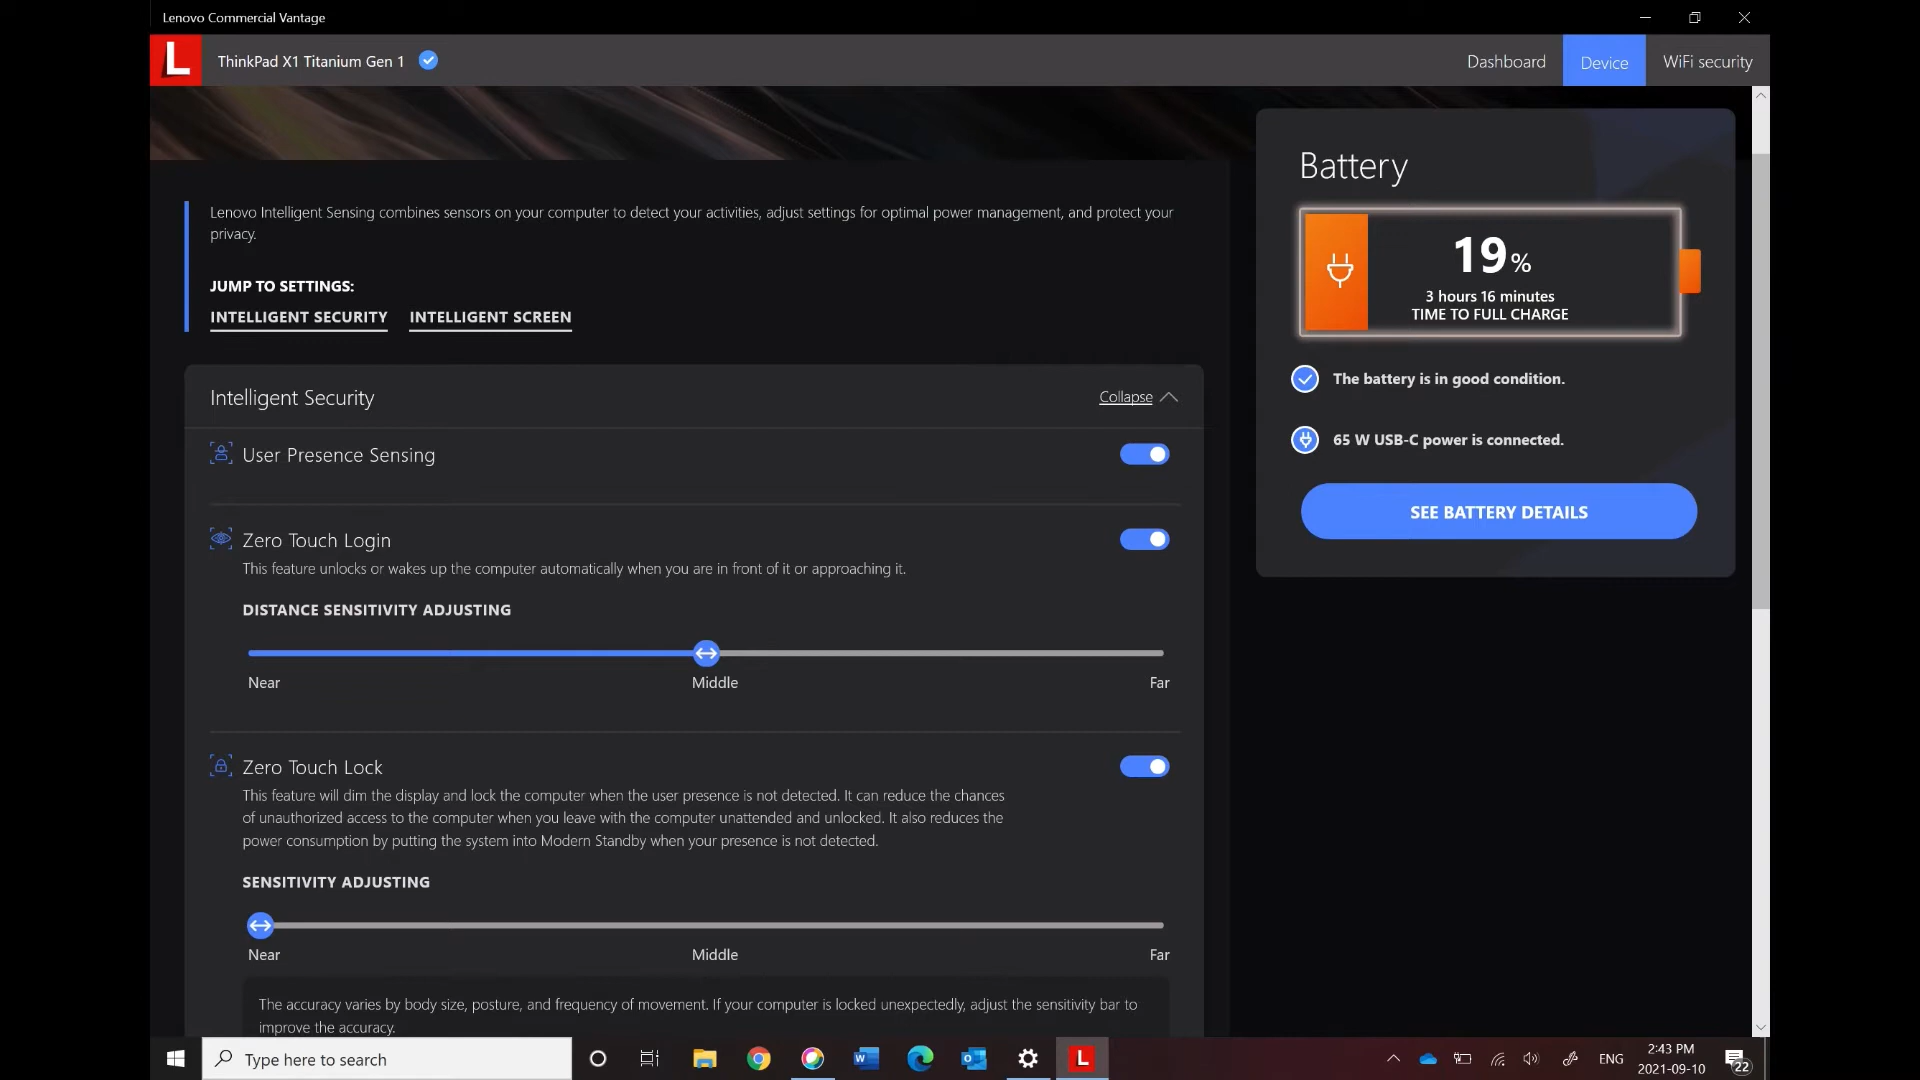 Lenovo Commercial Vantage
L ThinkPad X1 Titanium Gen 1 Dashboard Device WiFi security
Lenovo Intelligent Sensing combines sensors on your computer to detect your activities, adjust settings for optimal power management, and protect your
privacy.
JUMP TO SETTINGS:
INTELLIGENT SECURITY INTELLIGENT SCREEN
Intelligent Security Collapse
User Presence Sensing
Zero Touch Login
This feature unlocks or wakes up the computer automatically when you are in front of it or approaching it.
DISTANCE SENSITIVITY ADJUSTING
Near Middle Far
Zero Touch Lock
This feature will dim the display and lock the computer when the user presence is not detected. It can reduce the chances
of unauthorized access to the computer when you leave with the computer unattended and unlocked. It also reduces the
power consumption by putting the system into Modern Standby when your presence is not detected.
SENSITIVITY ADJUSTING
Near Middle Far
The accuracy varies by body size, posture, and frequency of movement. If your computer is locked unexpectedly, adjust the sensitivity bar to
improve the accuracy.
Battery
19%
3 hours 16 minutes
TIME TO FULL CHARGE
The battery is in good condition.
65 W USB-C power is connected.
SEE BATTERY DETAILS
Type here to search
W
L
ENG
2:43 PM
2021-09-10
22